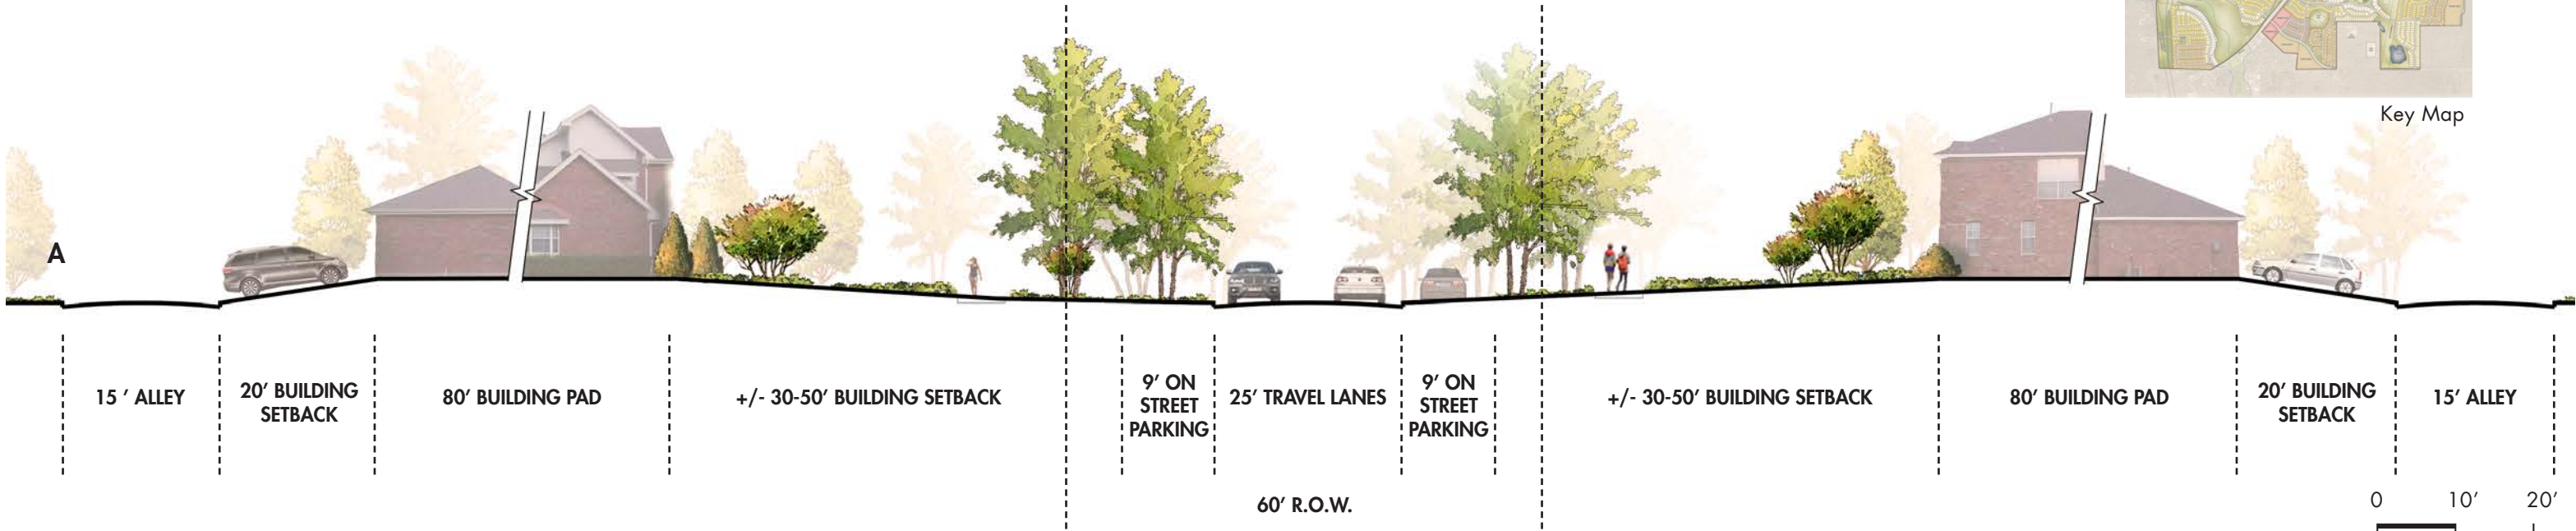 Key Map
A
15 ' ALLEY
20' BUILDING
SETBACK
80' BUILDING PAD
+/- 30-50' BUILDING SETBACK
9' ON
STREET
PARKING
25' TRAVEL LANES
9' ON
STREET
PARKING
+/- 30-50' BUILDING SETBACK
80' BUILDING PAD
20' BUILDING
SETBACK
15' ALLEY
60' R.O.W.
0 10' 20'